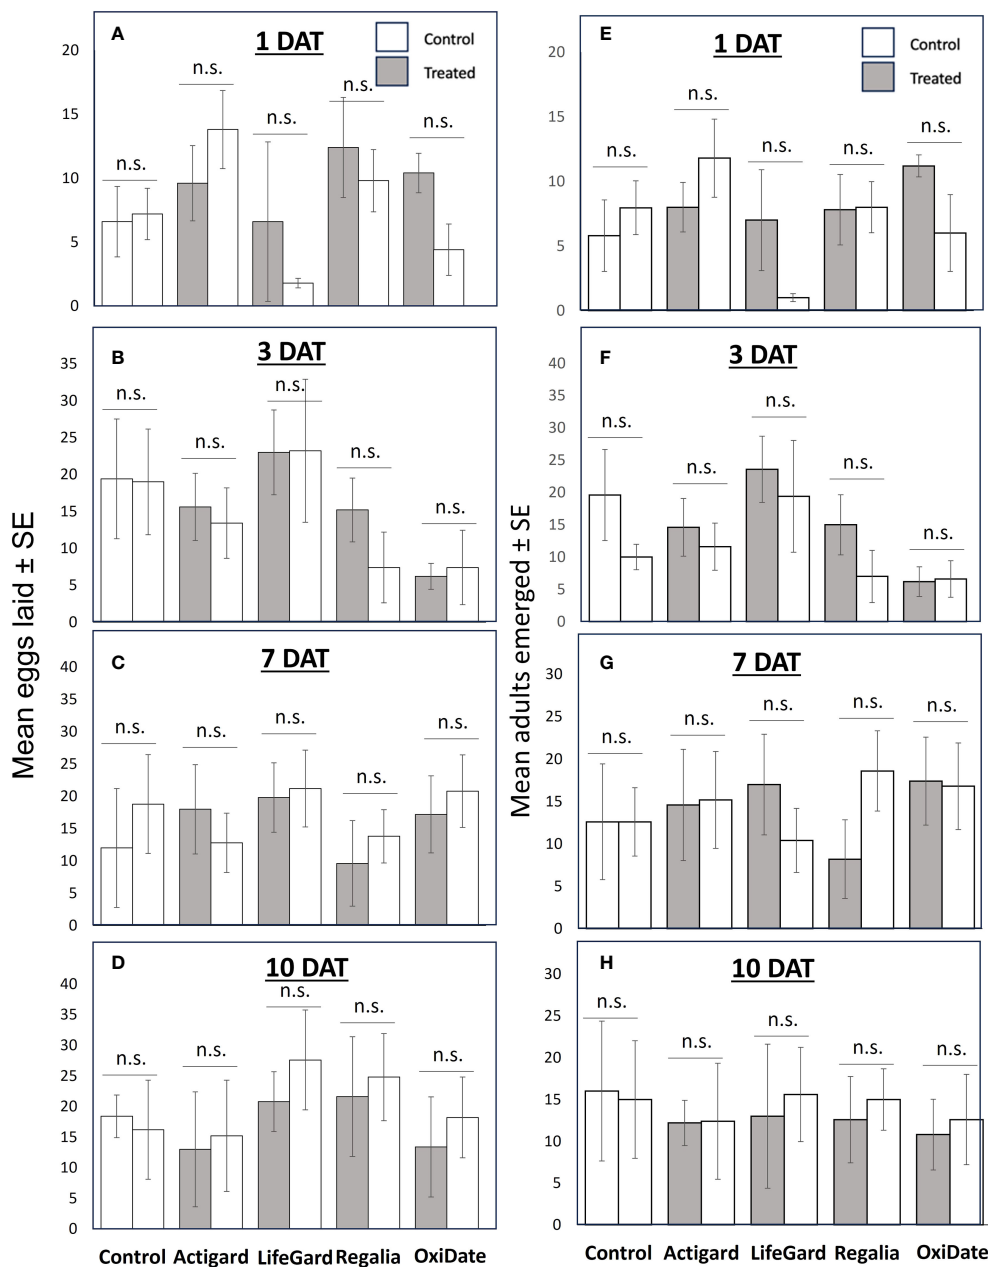 A
1 DAT
Control
Treated
20
15
10
5
0
n.s.
n.s.
n.s.
n.s.
n.s.
E
1 DAT
Control
Treated
20
15
10
5
0
n.s.
n.s.
n.s.
n.s.
n.s.
B
3 DAT
35
30
25
20
15
10
5
0
n.s.
n.s.
n.s.
n.s.
n.s.
F
3 DAT
40
35
30
25
20
15
10
5
0
n.s.
n.s.
n.s.
n.s.
n.s.
Mean eggs laid ± SE
Mean adults emerged ± SE
C
7 DAT
40
35
30
25
20
15
10
5
0
n.s.
n.s.
n.s.
n.s.
n.s.
G
7 DAT
30
25
20
15
10
5
0
n.s.
n.s.
n.s.
n.s.
n.s.
D
10 DAT
40
35
30
25
20
15
10
5
0
n.s.
n.s.
n.s.
n.s.
n.s.
Control Actigard LifeGard Regalia OxiDate
H
10 DAT
30
25
20
15
10
5
0
n.s.
n.s.
n.s.
n.s.
n.s.
Control Actigard LifeGard Regalia OxiDate